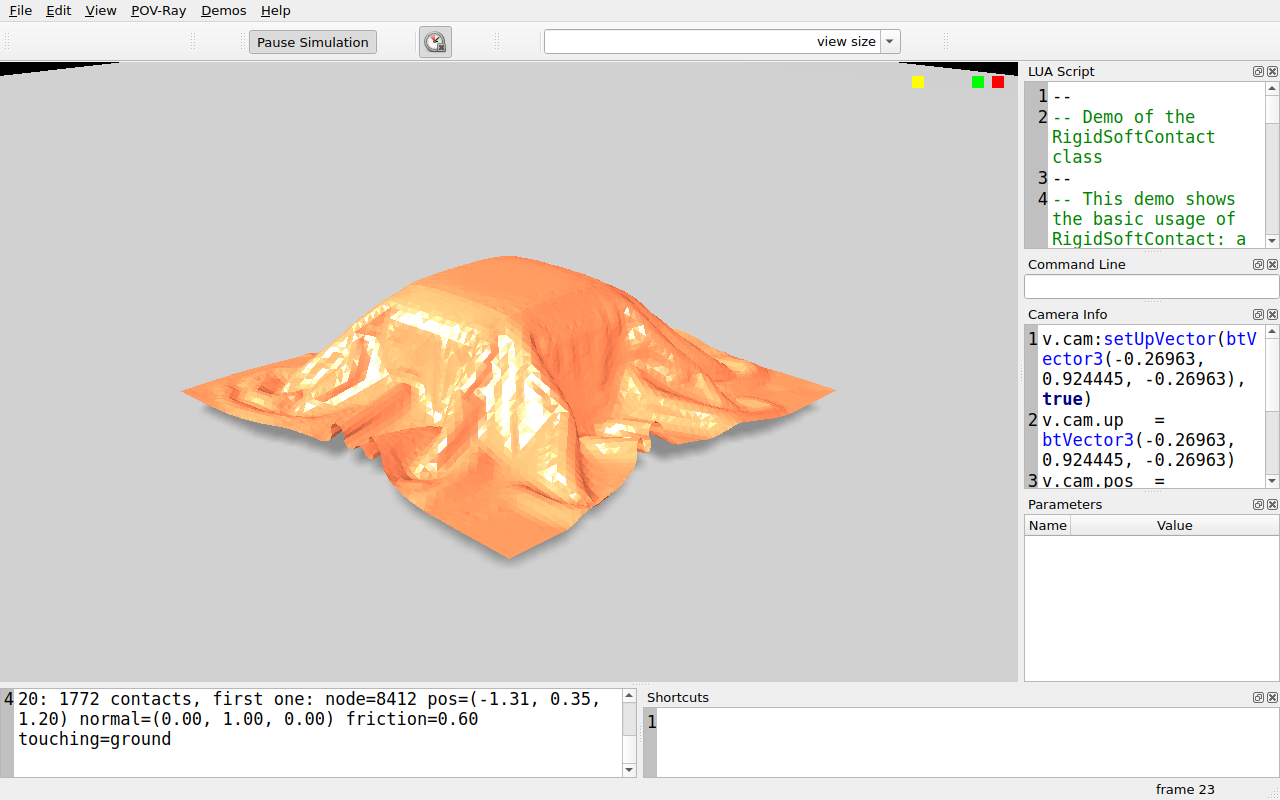 File Edit View POV-Ray Demos Help
Pause Simulation view size
LUA Script
1 --
2 -- Demo of the
RigidSoftContact
class
3 --
4 -- This demo shows
the basic usage of
RigidSoftContact: a
Command Line
Camera Info
1 v.cam:setUpVector(btV
ector3(-0.26963,
0.924445, -0.26963),
true)
2 v.cam.up   =
btVector3(-0.26963,
0.924445, -0.26963)
3 v.cam.pos  =
Parameters
Name Value
4 20: 1772 contacts, first one: node=8412 pos=(-1.31, 0.35,
1.20) normal=(0.00, 1.00, 0.00) friction=0.60
touching=ground
Shortcuts
1
frame 23